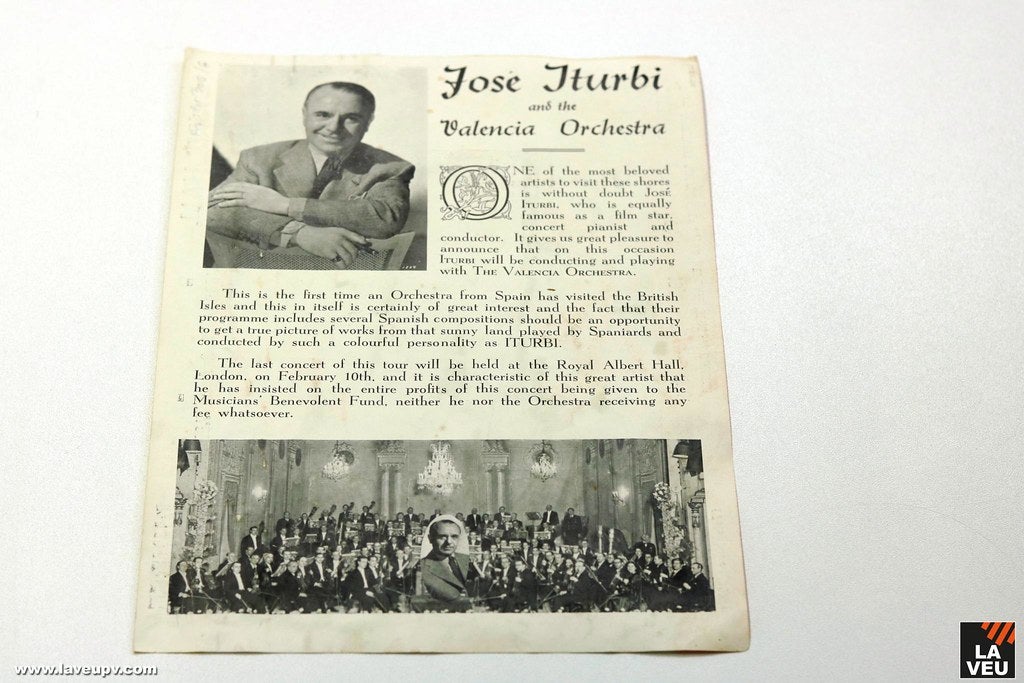 José Iturbi
and the
Valencia Orchestra
ONE of the most beloved
artists to visit these shores
is without doubt JOSÉ
ITURBI, who is equally
famous as a film star,
concert pianist and
conductor. It gives us great pleasure to
announce that on this occasion
ITURBI will be conducting and playing
with THE VALENCIA ORCHESTRA.
This is the first time an Orchestra from Spain has visited the British
Isles and this in itself is certainly of great interest and the fact that their
programme includes several Spanish compositions should be an opportunity
to get a true picture of works from that sunny land played by Spaniards and
conducted by such a colourful personality as ITURBI.
The last concert of this tour will be held at the Royal Albert Hall,
London, on February 10th, and it is characteristic of this great artist that
he has insisted on the entire profits of this concert being given to the
Musicians' Benevolent Fund, neither he nor the Orchestra receiving any
fee whatsoever.
www.laveupv.com
LA
VEU